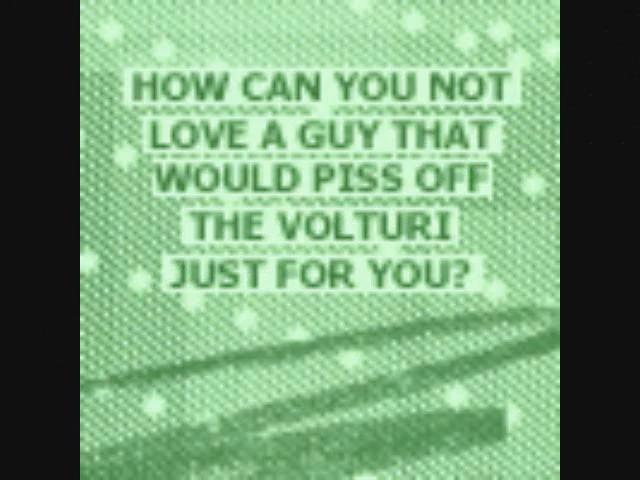 HOW CAN YOU NOT
LOVE A GUY THAT
WOULD PISS OFF
THE VOLTURI
JUST FOR YOU?